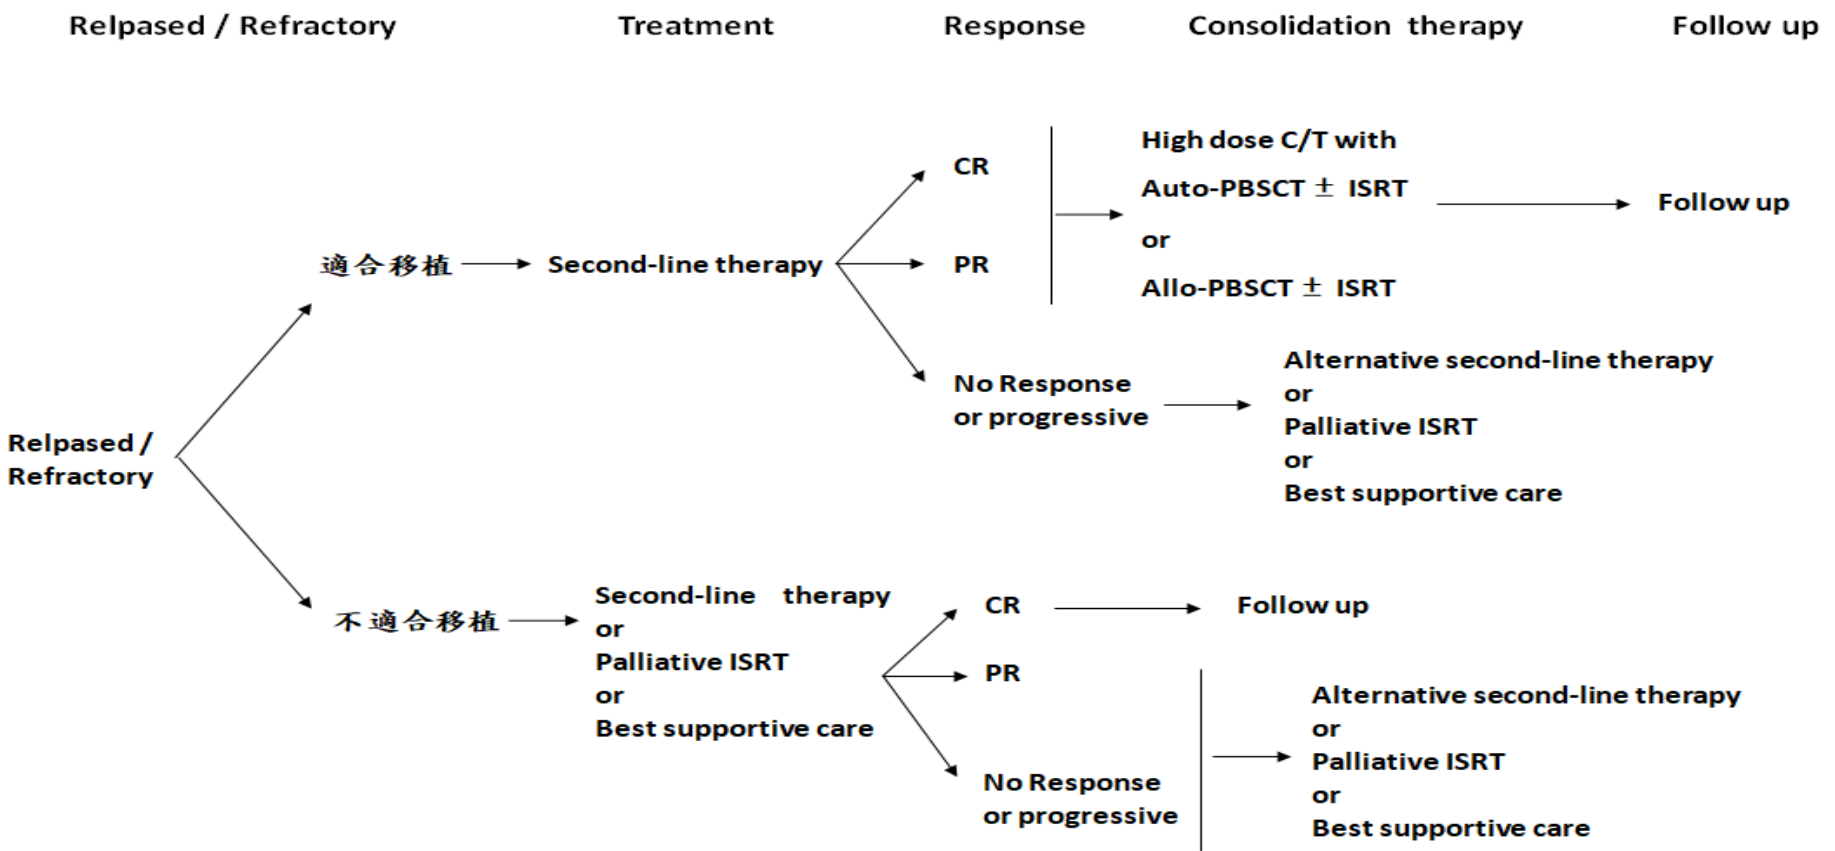 Relpased / Refractory
Treatment
Response
Consolidation therapy
Follow up
Relpased /
Refractory
適合移植
Second-line therapy
CR
PR
No Response
or progressive
High dose C/T with
Auto-PBSCT ± ISRT
or
Allo-PBSCT ± ISRT
Follow up
Alternative second-line therapy
or
Palliative ISRT
or
Best supportive care
不適合移植
Second-line therapy
or
Palliative ISRT
or
Best supportive care
CR
Follow up
PR
No Response
or progressive
Alternative second-line therapy
or
Palliative ISRT
or
Best supportive care